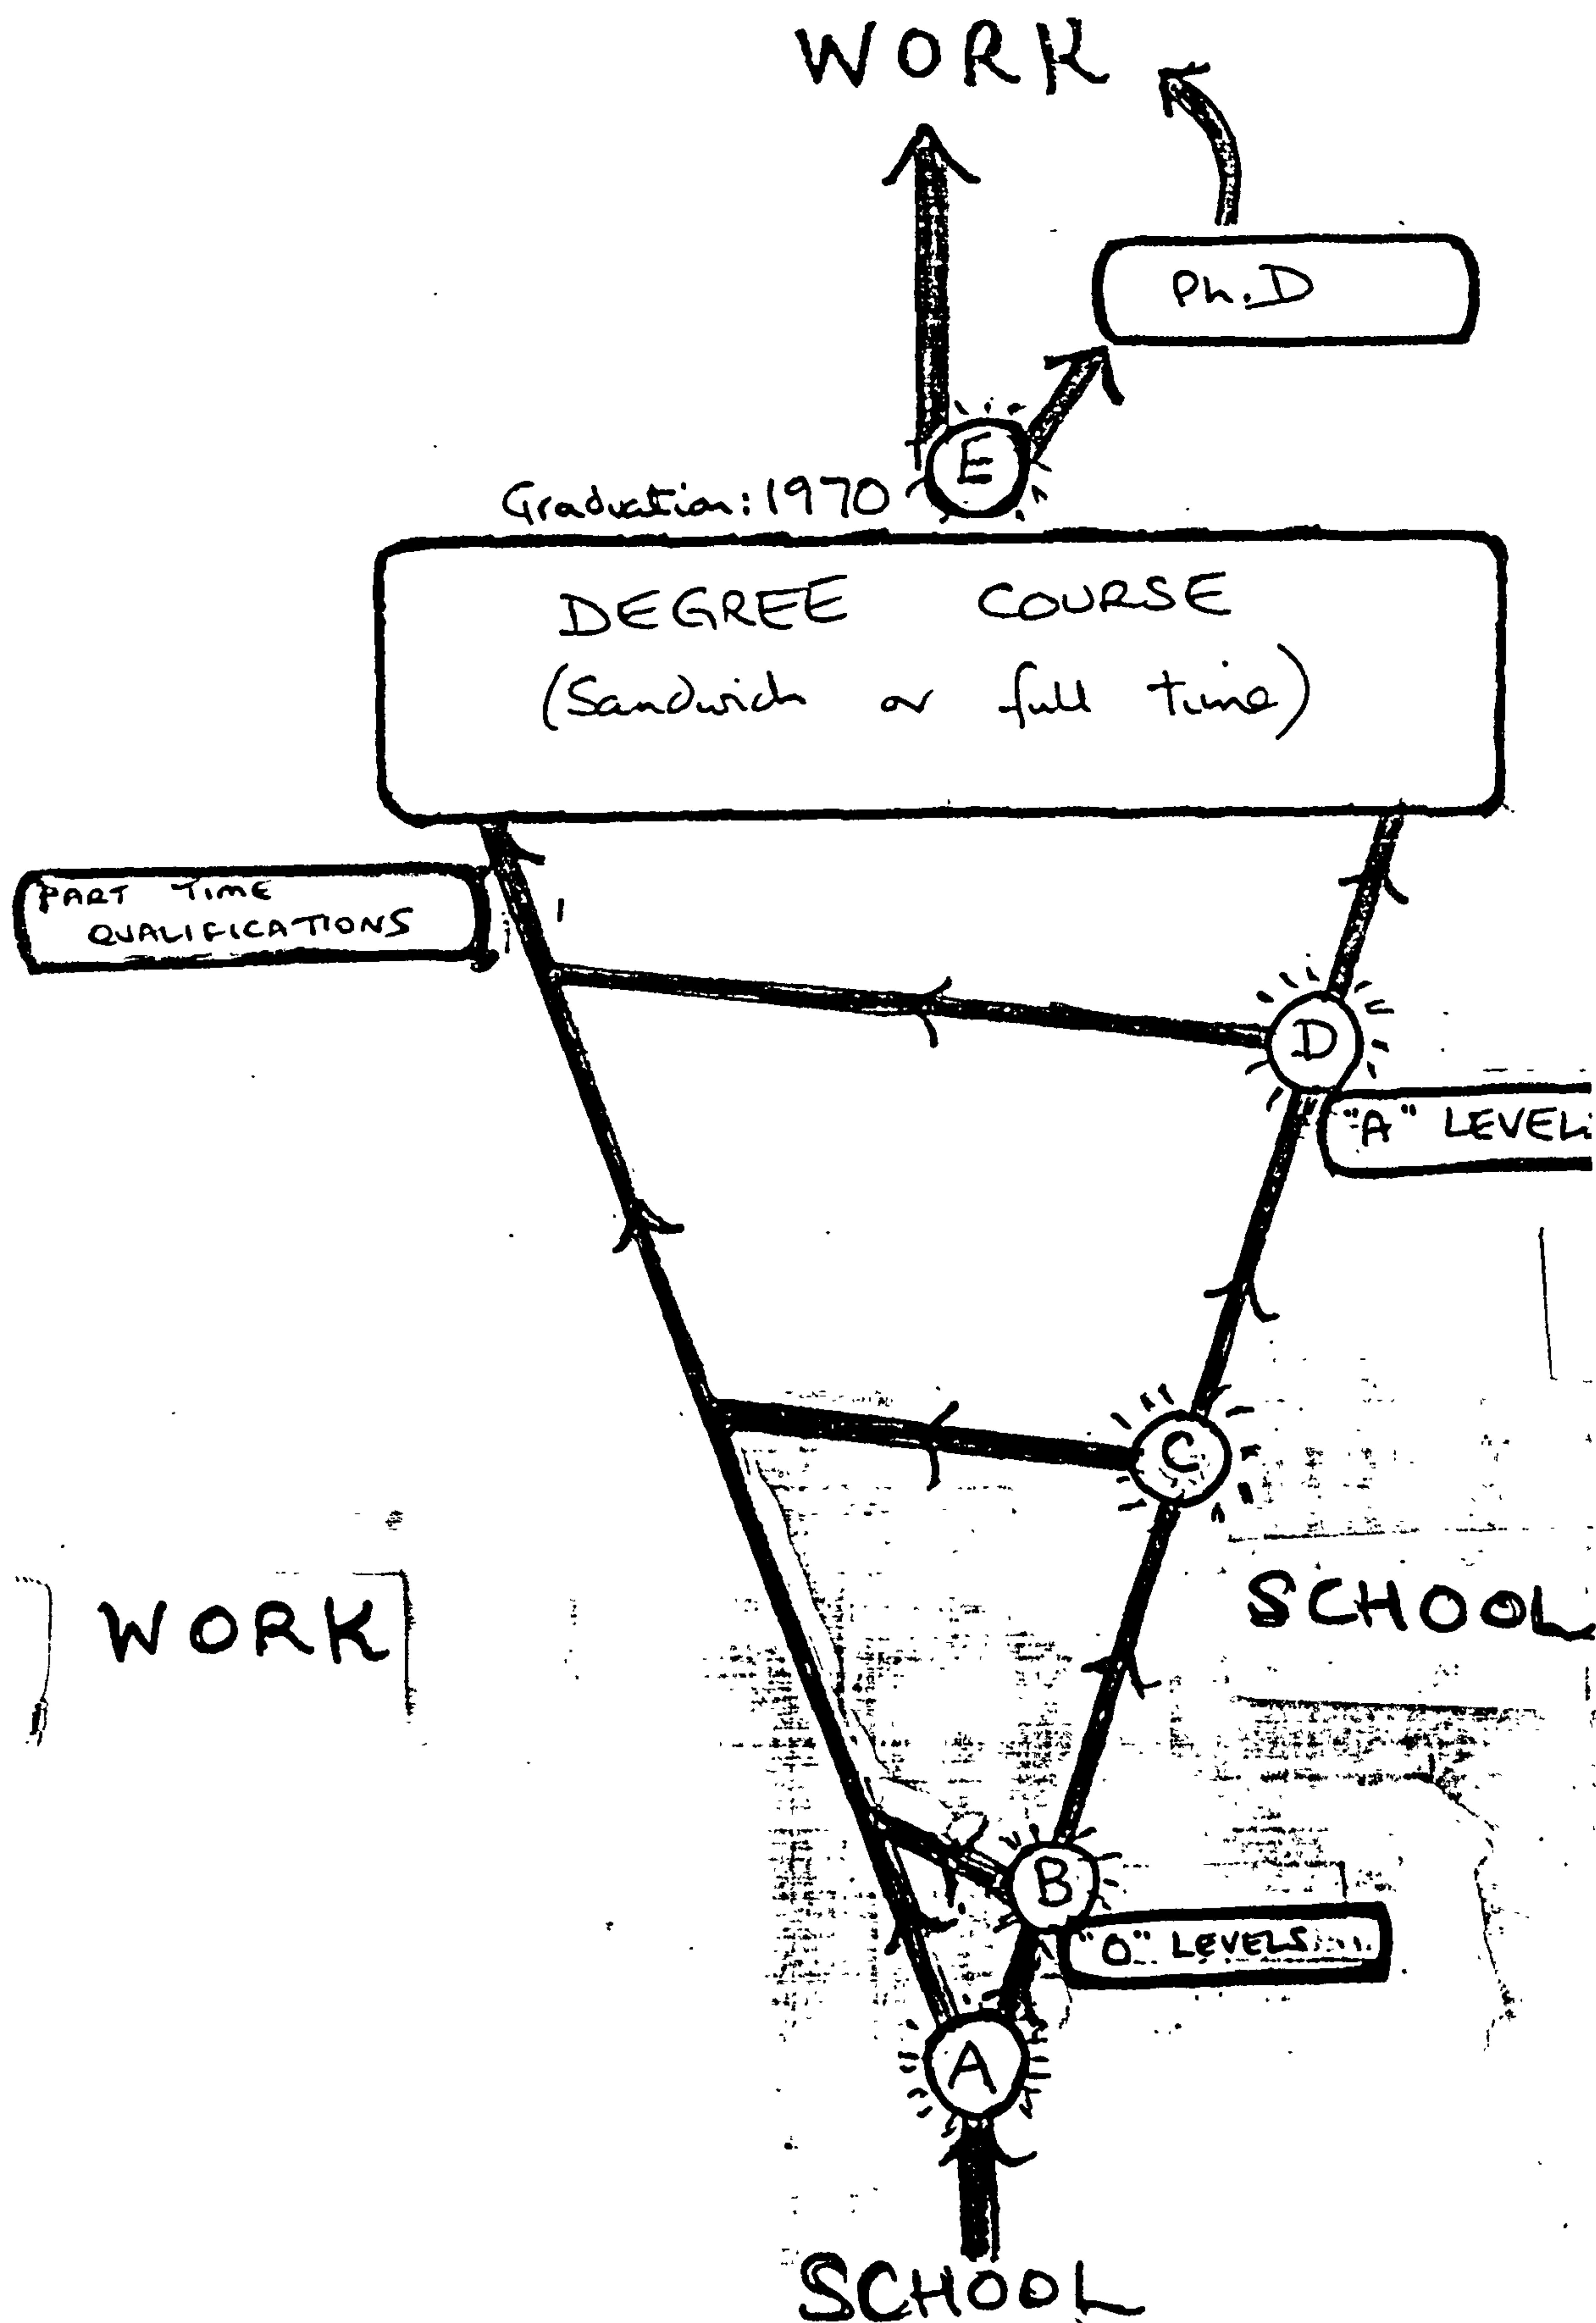 WORK
Ph.D
E
Graduation: 1970
DEGREE COURSE
(Sandwich or full time)
PART TIME
QUALIFICATIONS
D
"A" LEVEL
C
WORK
SCHOOL
B
"O" LEVELS
A
SCHOOL